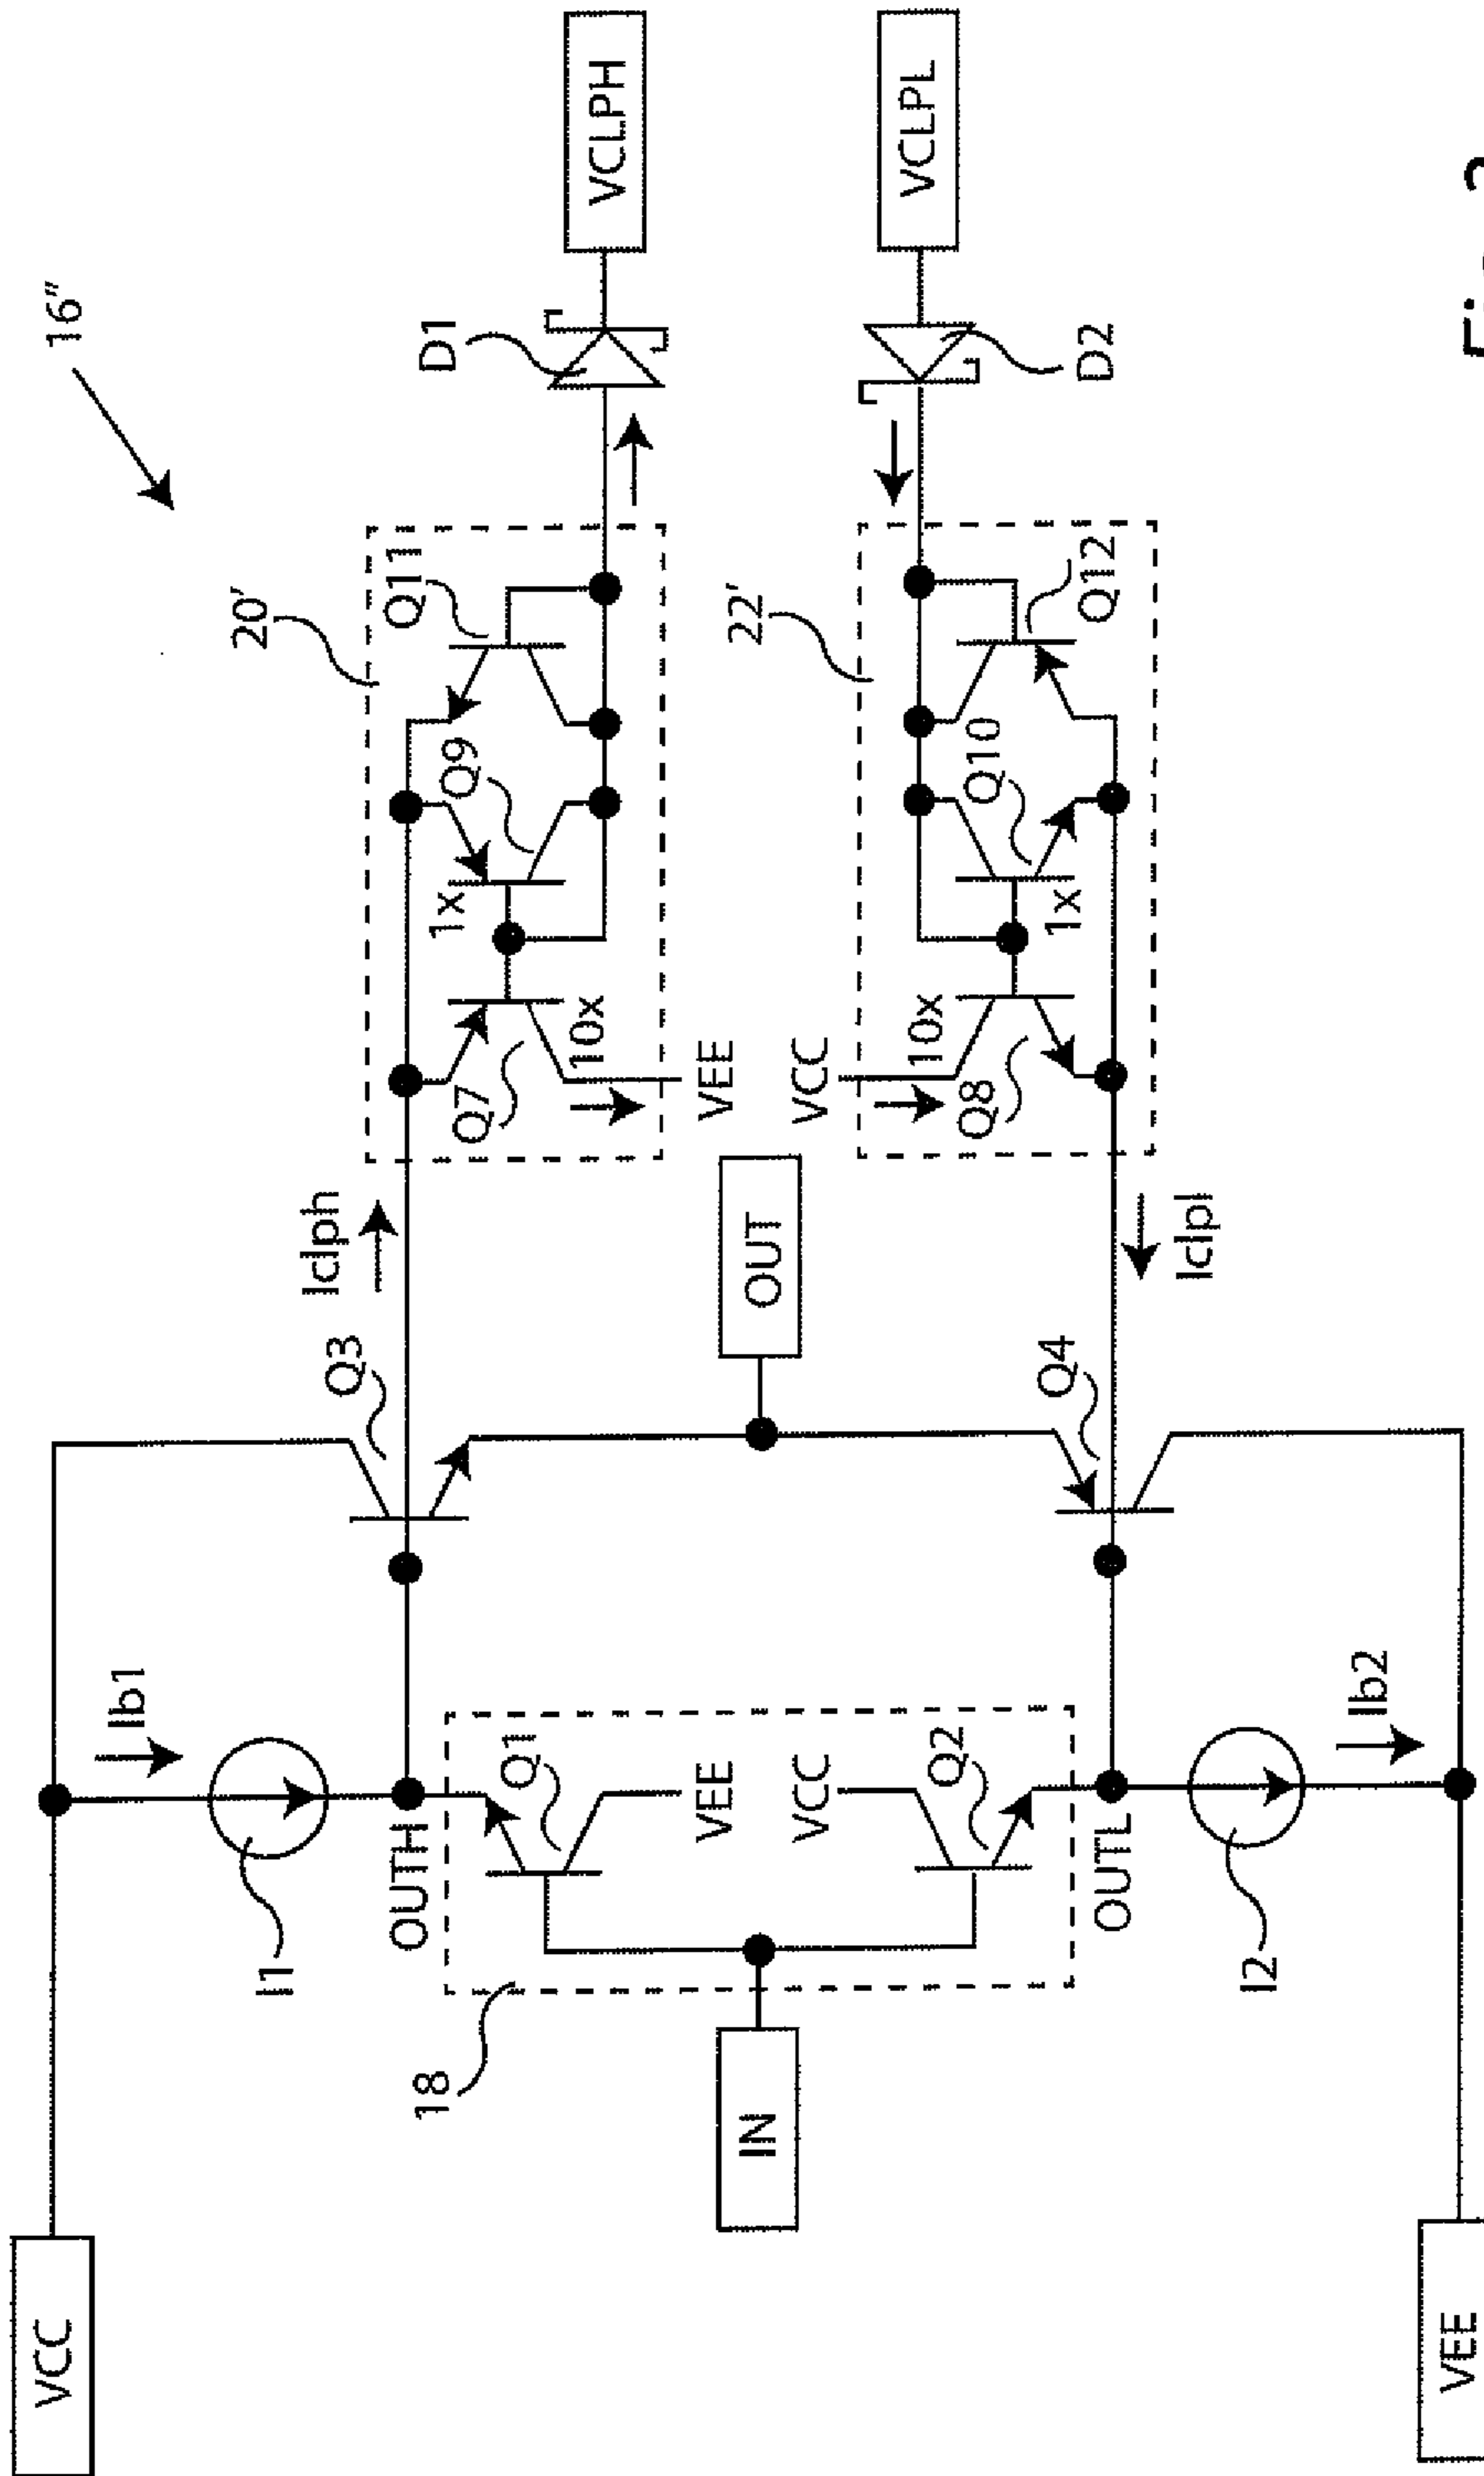 VCC
16"
Ib1
20'
I1
Iclph
Q3
OUTH
Q11
18
D1
1x
Q9
Q7
Q1
10x
VCLPH
VEE
VEE
IN
OUT
VCC
VCC
22'
VCLPL
10x
Q2
Q8
Q10
Q4
1x
Q12
D2
OUTL
Iclpl
I2
Ib2
VEE